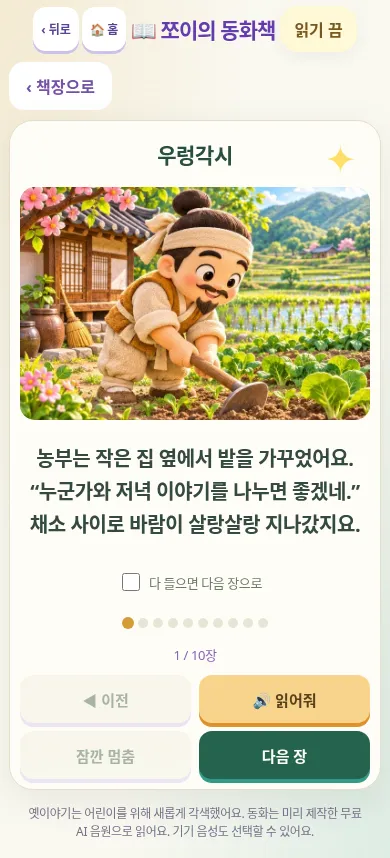 ‹ 뒤로 🏠 홈 📖 쪼이의 동화책 읽기 끔
‹ 책장으로
우렁각시
농부는 작은 집 옆에서 밭을 가꾸었어요.
“누군가와 저녁 이야기를 나누면 좋겠네.”
채소 사이로 바람이 살랑살랑 지나갔지요.
다 들으면 다음 장으로
1 / 10장
◀ 이전
🔊 읽어줘
잠깐 멈춤
다음 장
옛이야기는 어린이를 위해 새롭게 각색했어요. 동화는 미리 제작한 무료
AI 음원으로 읽어요. 기기 음성도 선택할 수 있어요.